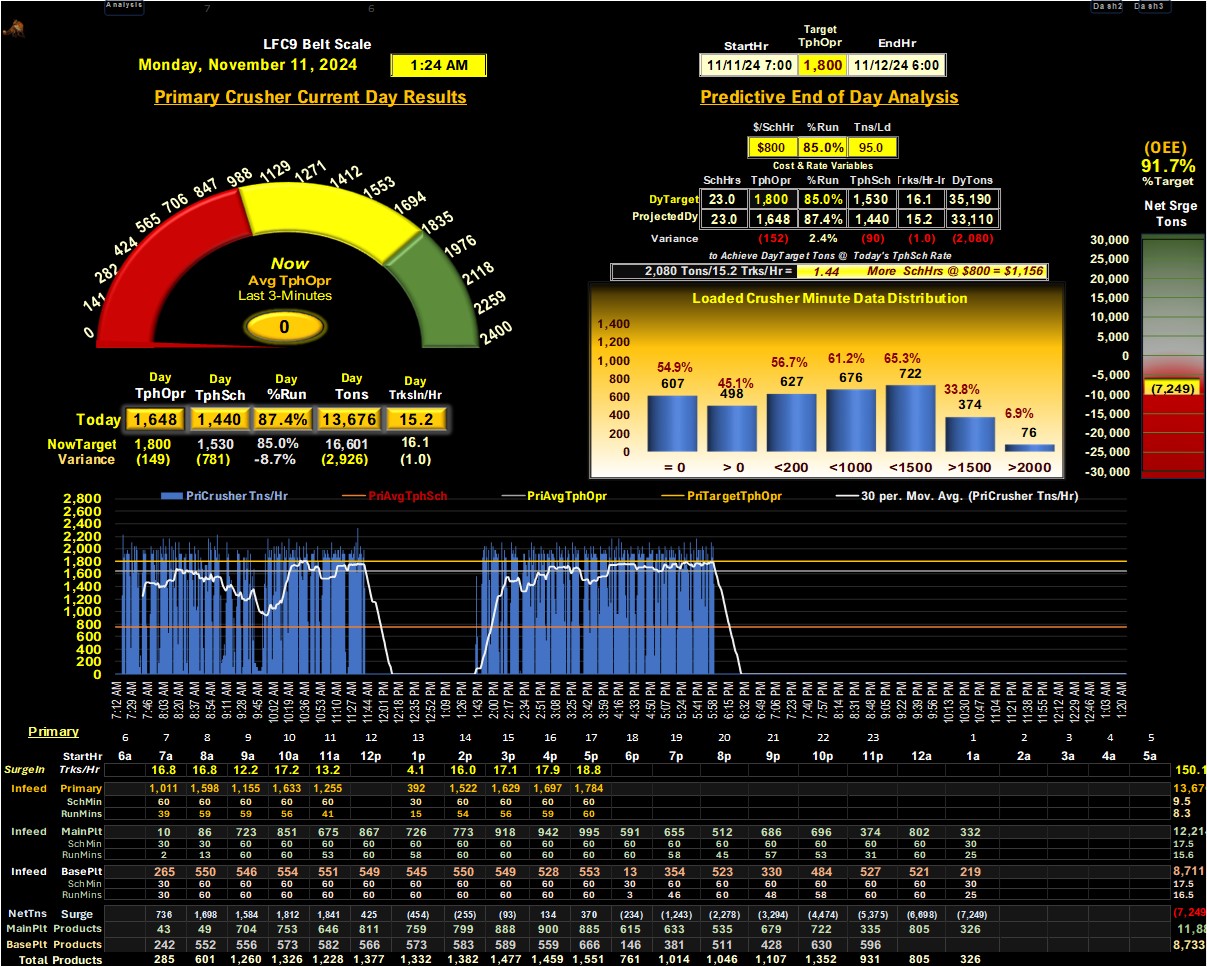 Analysis 7 6 Dash2 Dash3
LFC9 Belt Scale
Monday, November 11, 2024 1:24 AM
Primary Crusher Current Day Results
StartHr Target TphOpr EndHr
11/11/24 7:00 1,800 11/12/24 6:00
Predictive End of Day Analysis
$/SchHr %Run Tns/Ld
$800 85.0% 95.0
Cost & Rate Variables
SchHrs TphOpr %Run TphSch Trks/Hr-Ir DyTons
DyTarget 23.0 1,800 85.0% 1,530 16.1 35,190
ProjectedDy 23.0 1,648 87.4% 1,440 15.2 33,110
Variance (152) 2.4% (90) (1.0) (2,080)
to Achieve DayTarget Tons @ Today's TphSch Rate
2,080 Tons/15.2 Trks/Hr = 1.44 More SchHrs @ $800 = $1,156
(OEE)
91.7%
%Target
Net Srge
Tons
30,000
25,000
20,000
15,000
10,000
5,000
0
-5,000
(7,249)
-10,000
-15,000
-20,000
-25,000
-30,000
0 141 282 424 565 706 847 988 1129 1271 1412 1553 1694 1835 1976 2118 2259 2400
Now
Avg TphOpr
Last 3-Minutes
0
Day Day Day Day Day
TphOpr TphSch %Run Tons TrksIn/Hr
Today 1,648 1,440 87.4% 13,676 15.2
NowTarget 1,800 1,530 85.0% 16,601 16.1
Variance (149) (781) -8.7% (2,926) (1.0)
Loaded Crusher Minute Data Distribution
1,400
1,200
1,000
800
600
400
200
0
54.9% 45.1% 56.7% 61.2% 65.3% 33.8% 6.9%
607 498 627 676 722 374 76
= 0 > 0 <200 <1000 <1500 >1500 >2000
PriCrusher Tns/Hr PriAvgTphSch PriAvgTphOpr PriTargetTphOpr 30 per. Mov. Avg. (PriCrusher Tns/Hr)
2,800
2,600
2,400
2,200
2,000
1,800
1,600
1,400
1,200
1,000
800
600
400
200
0
7:12 AM 7:29 AM 7:46 AM 8:03 AM 8:20 AM 8:37 AM 8:54 AM 9:11 AM 9:28 AM 9:45 AM 10:02 AM 10:19 AM 10:36 AM 10:53 AM 11:10 AM 11:27 AM 11:44 AM 12:01 PM 12:18 PM 12:35 PM 12:52 PM 1:09 PM 1:26 PM 1:43 PM 2:00 PM 2:17 PM 2:34 PM 2:51 PM 3:08 PM 3:25 PM 3:42 PM 3:59 PM 4:16 PM 4:33 PM 4:50 PM 5:07 PM 5:24 PM 5:41 PM 5:58 PM 6:15 PM 6:32 PM 6:49 PM 7:06 PM 7:23 PM 7:40 PM 7:57 PM 8:14 PM 8:31 PM 8:48 PM 9:05 PM 9:22 PM 9:39 PM 9:56 PM 10:13 PM 10:30 PM 10:47 PM 11:04 PM 11:21 PM 11:38 PM 11:55 PM 12:12 AM 12:29 AM 12:46 AM 1:03 AM 1:20 AM
Primary 6 7 8 9 10 11 12 13 14 15 16 17 18 19 20 21 22 23 1 2 3 4 5
StartHr 6a 7a 8a 9a 10a 11a 12p 1p 2p 3p 4p 5p 6p 7p 8p 9p 10p 11p 12a 1a 2a 3a 4a 5a
SurgeIn Trks/Hr 16.8 16.8 12.2 17.2 13.2 4.1 16.0 17.1 17.9 18.8 150.1
Infeed Primary 1,011 1,598 1,155 1,633 1,255 392 1,522 1,629 1,697 1,784 13,67
SchMin 60 60 60 60 60 30 60 60 60 60 9.5
RunMins 39 59 59 56 41 15 54 56 59 60 8.3
Infeed MainPlt 10 86 723 851 675 867 726 773 918 942 995 591 655 512 686 696 374 802 332 12,21
SchMin 30 30 60 60 60 60 60 60 60 60 60 60 60 60 60 60 60 60 30 17.5
RunMins 2 13 60 60 53 60 58 60 60 60 60 60 58 45 57 53 31 60 25 15.6
Infeed BasePlt 265 550 546 554 551 549 545 550 549 528 553 13 354 523 330 484 527 521 219 8,711
SchMin 30 60 60 60 60 60 60 60 60 60 60 30 60 60 60 60 60 60 30 17.5
RunMins 30 60 60 60 60 60 60 60 60 60 60 3 46 60 48 58 60 60 25 16.5
NetTns Surge 736 1,698 1,584 1,812 1,841 425 (454) (255) (93) 134 370 (234) (1,243) (2,278) (3,294) (4,474) (5,375) (6,698) (7,249) (7,249
MainPlt Products 43 49 704 753 646 811 759 799 888 900 885 615 633 535 679 722 335 805 326 11,88
BasePlt Products 242 552 556 573 582 566 573 583 589 559 666 146 381 511 428 630 596 8,733
Total Products 285 601 1,260 1,326 1,228 1,377 1,332 1,382 1,477 1,459 1,551 761 1,014 1,046 1,107 1,352 931 805 326